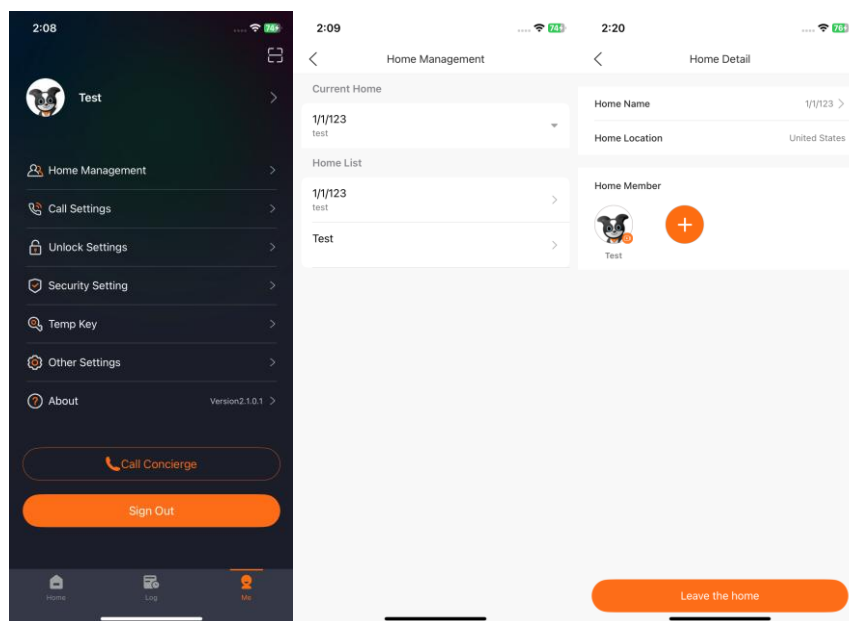 2:08
74
Test
Home Management
Call Settings
Unlock Settings
Security Setting
Temp Key
Other Settings
About
Version2.1.0.1
Call Concierge
Sign Out
Home
Log
Me
2:09
74
Home Management
Current Home
1/1/123
test
Home List
1/1/123
test
Test
2:20
76
Home Detail
Home Name
1/1/123
Home Location
United States
Home Member
Test
Leave the home